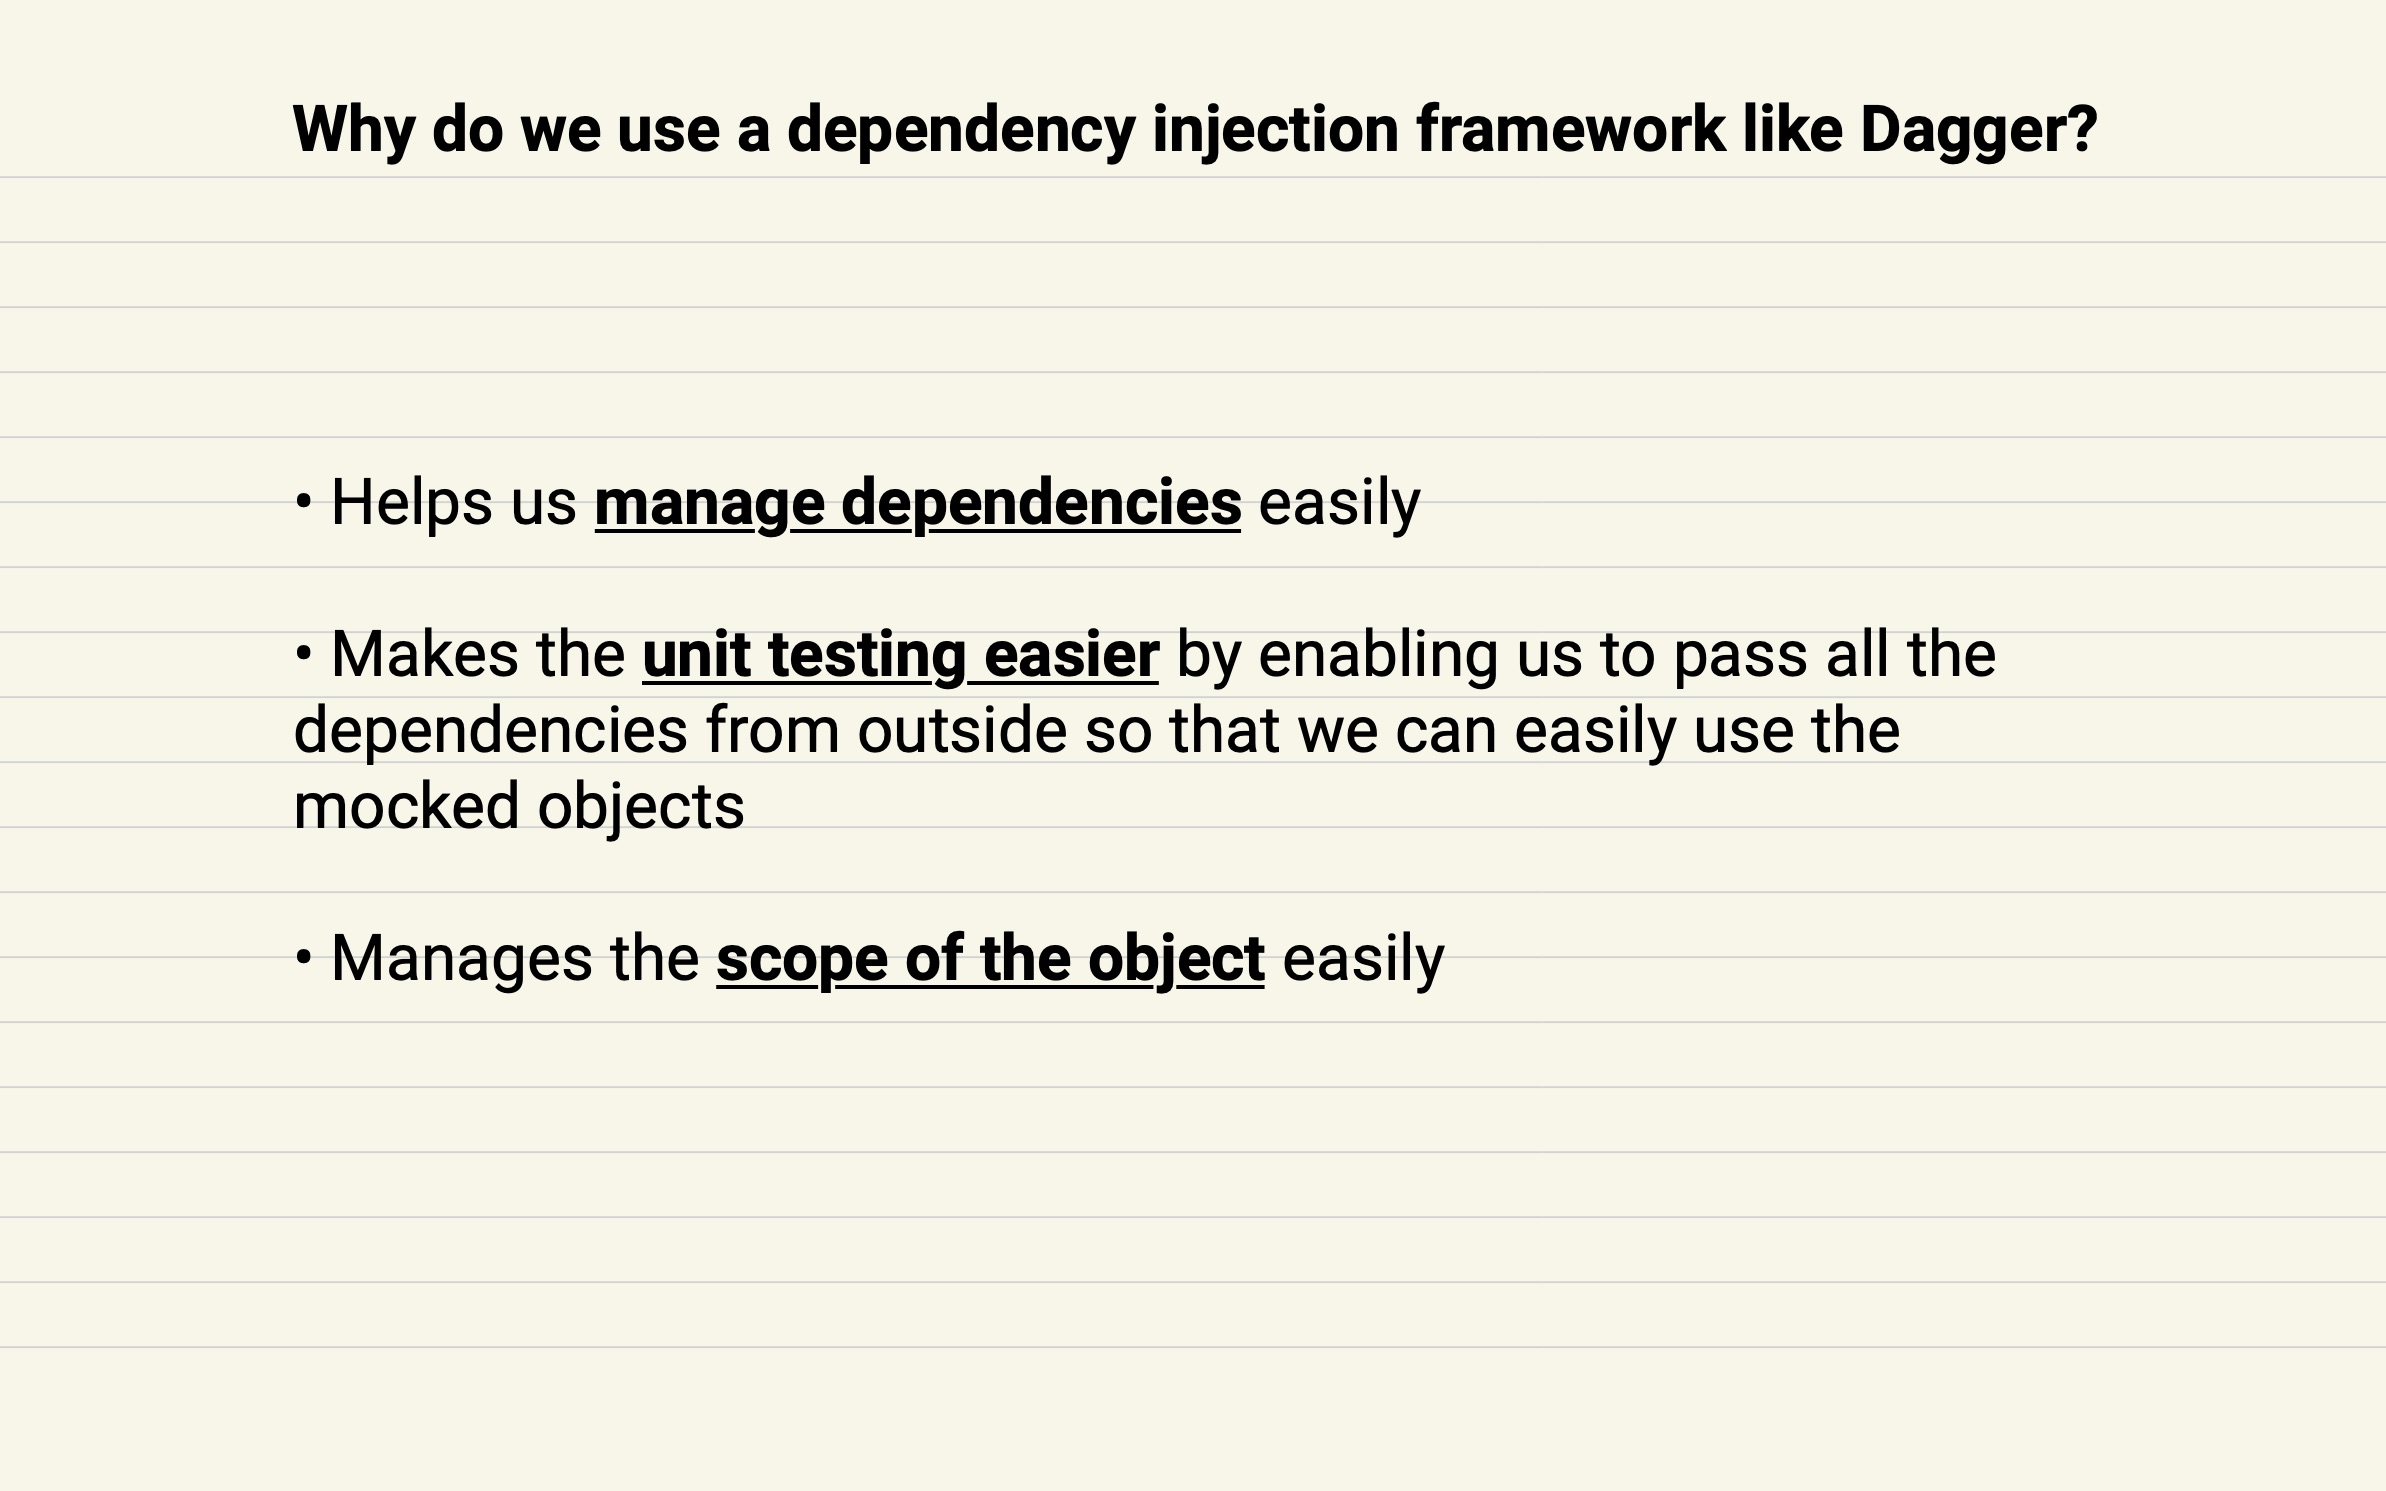 Why do we use a dependency injection framework like Dagger?
• Helps us manage dependencies easily
• Makes the unit testing easier by enabling us to pass all the
dependencies from outside so that we can easily use the
mocked objects
• Manages the scope of the object easily